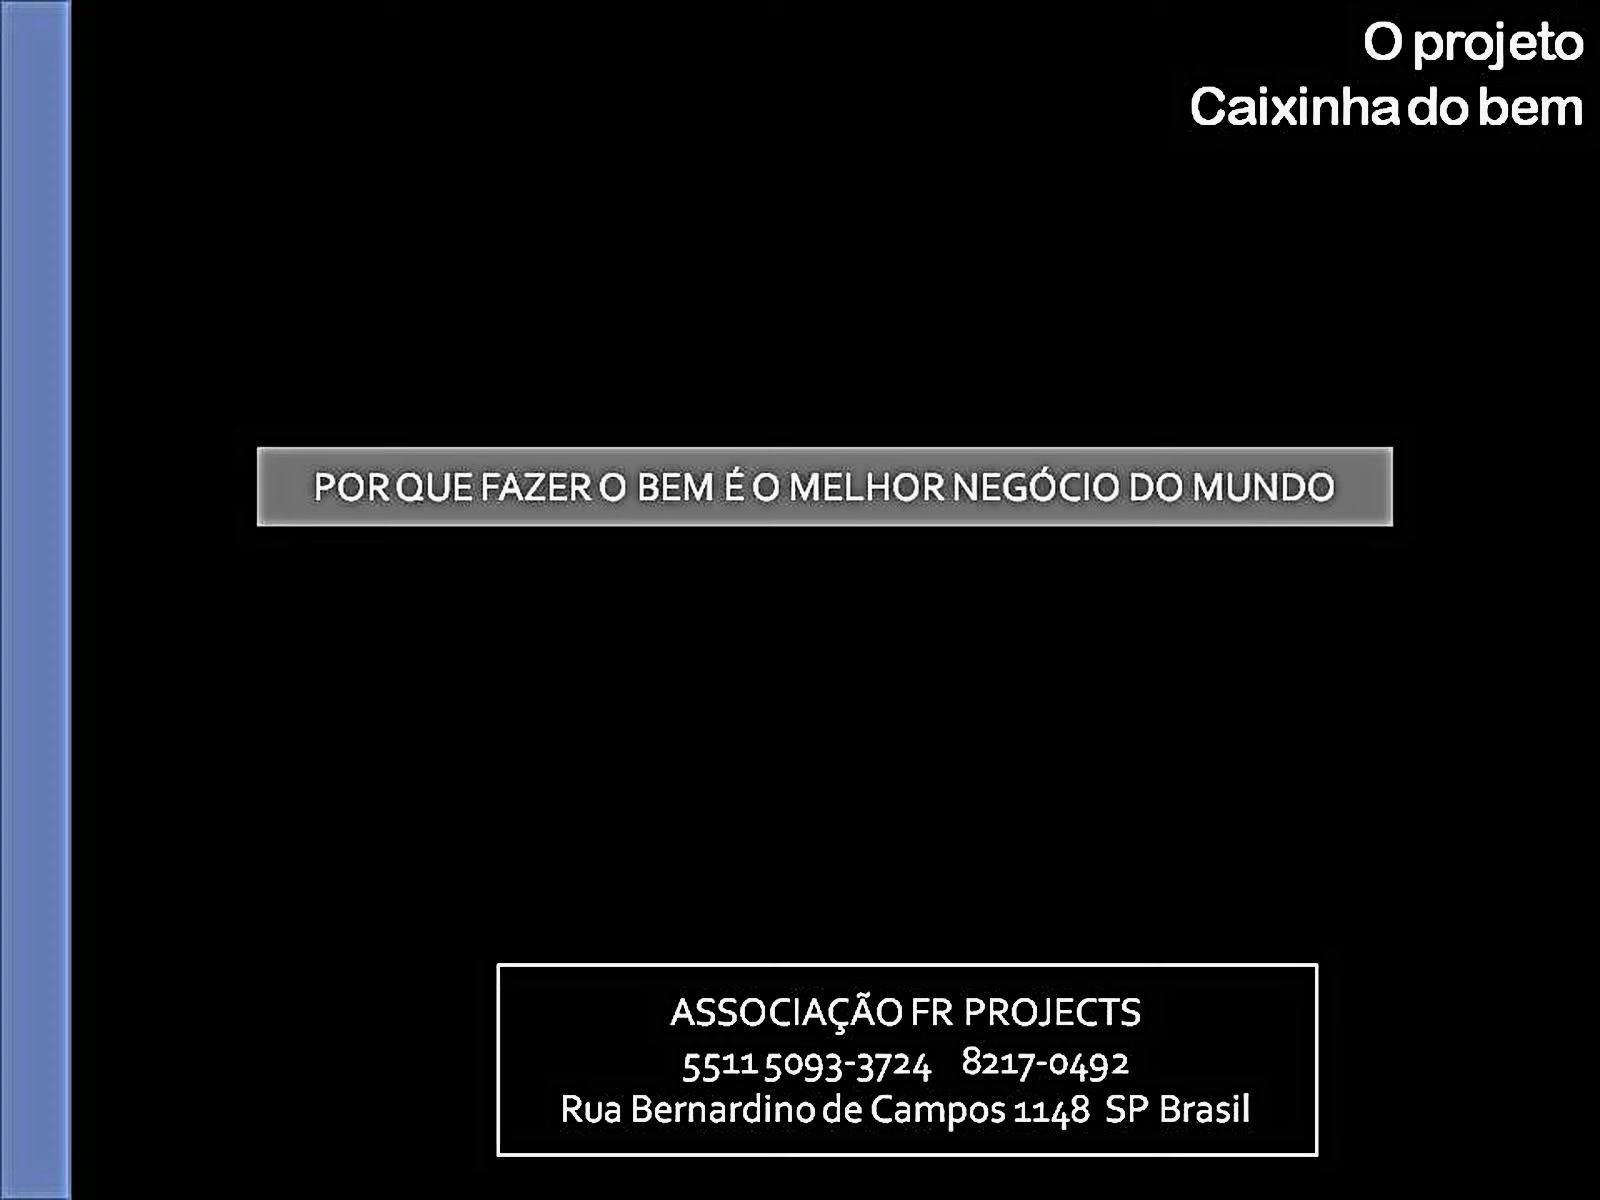 O projeto
Caixinha do bem
POR QUE FAZER O BEM É O MELHOR NEGÓCIO DO MUNDO
ASSOCIAÇÃO FR PROJECTS
5511 5093-3724 8217-0492
Rua Bernardino de Campos 1148 SP Brasil